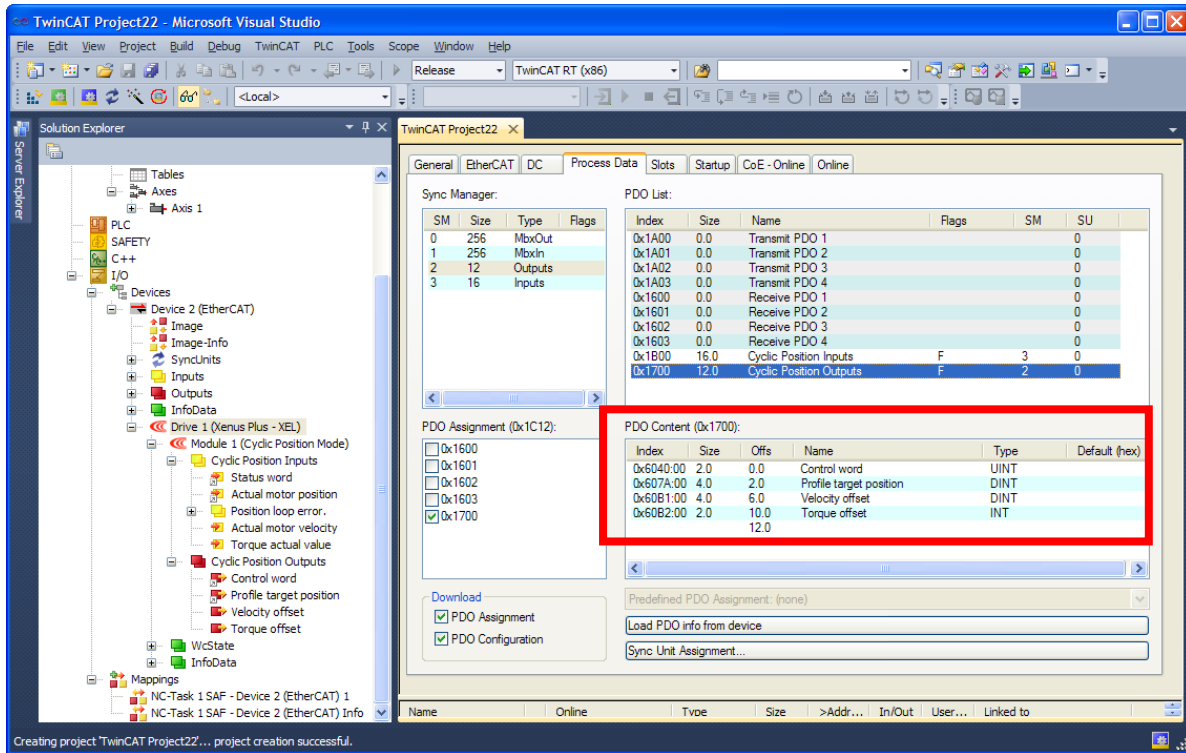 TwinCAT Project22 - Microsoft Visual Studio
File Edit View Project Build Debug TwinCAT PLC Tools Scope Window Help
Release TwinCAT RT (x86)
<Local>
Server Explorer
Solution Explorer
Tables
Axes
Axis 1
PLC
SAFETY
C++
I/O
Devices
Device 2 (EtherCAT)
Image
Image-Info
SyncUnits
Inputs
Outputs
InfoData
Drive 1 (Xenus Plus - XEL)
Module 1 (Cyclic Position Mode)
Cyclic Position Inputs
Status word
Actual motor position
Position loop error.
Actual motor velocity
Torque actual value
Cyclic Position Outputs
Control word
Profile target position
Velocity offset
Torque offset
WcState
InfoData
Mappings
NC-Task 1 SAF - Device 2 (EtherCAT) 1
NC-Task 1 SAF - Device 2 (EtherCAT) Info
TwinCAT Project22
General EtherCAT DC Process Data Slots Startup CoE - Online Online
Sync Manager:
SM Size Type Flags
0 256 MbxOut
1 256 MbxIn
2 12 Outputs
3 16 Inputs
PDO List:
Index Size Name Flags SM SU
0x1A00 0.0 Transmit PDO 1 0
0x1A01 0.0 Transmit PDO 2 0
0x1A02 0.0 Transmit PDO 3 0
0x1A03 0.0 Transmit PDO 4 0
0x1600 0.0 Receive PDO 1 0
0x1601 0.0 Receive PDO 2 0
0x1602 0.0 Receive PDO 3 0
0x1603 0.0 Receive PDO 4 0
0x1B00 16.0 Cyclic Position Inputs F 3 0
0x1700 12.0 Cyclic Position Outputs F 2 0
PDO Assignment (0x1C12):
0x1600
0x1601
0x1602
0x1603
0x1700
PDO Content (0x1700):
Index Size Offs Name Type Default (hex)
0x6040:00 2.0 0.0 Control word UINT
0x607A:00 4.0 2.0 Profile target position DINT
0x60B1:00 4.0 6.0 Velocity offset DINT
0x60B2:00 2.0 10.0 Torque offset INT
12.0
Download
PDO Assignment
PDO Configuration
Predefined PDO Assignment: (none)
Load PDO info from device
Sync Unit Assignment...
Name Online Type Size >Addr... In/Out User... Linked to
Creating project 'TwinCAT Project22'... project creation successful.